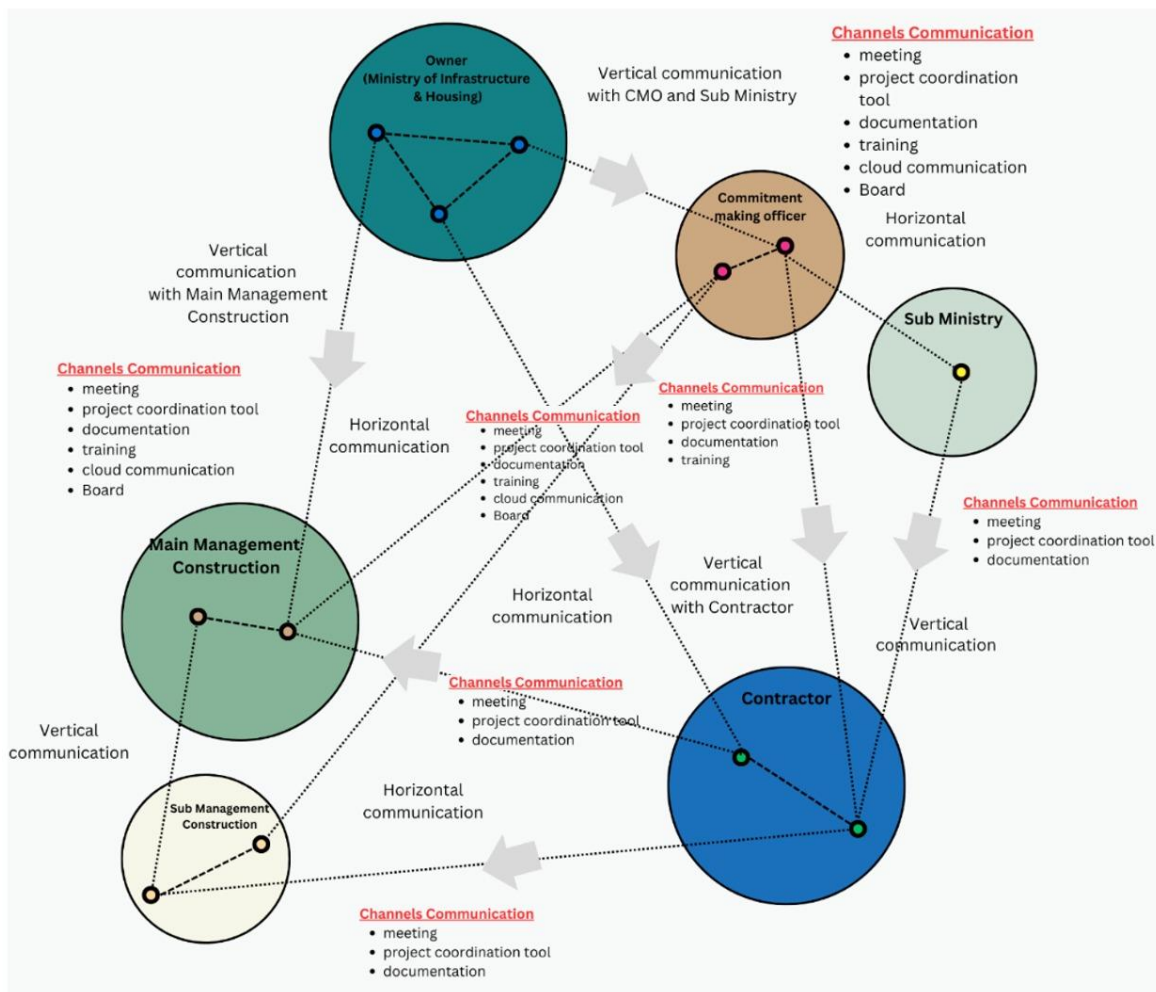 Owner
(Ministry of Infrastructure
& Housing)
Vertical communication
with CMO and Sub Ministry
Channels Communication
meeting
project coordination
tool
documentation
training
cloud communication
Board
Commitment
making officer
Horizontal
communication
Sub Ministry
Vertical
communication
with Main Management
Construction
Channels Communication
meeting
project coordination tool
documentation
training
cloud communication
Board
Horizontal
communication
Channels Communication
meeting
project coordination tool
documentation
training
cloud communication
Board
Channels Communication
meeting
project coordination tool
documentation
training
Channels Communication
meeting
project coordination tool
documentation
Main Management
Construction
Horizontal
communication
Vertical
communication
with Contractor
Vertical
communication
Channels Communication
meeting
project coordination tool
documentation
Contractor
Vertical
communication
Sub Management
Construction
Horizontal
communication
Channels Communication
meeting
project coordination tool
documentation